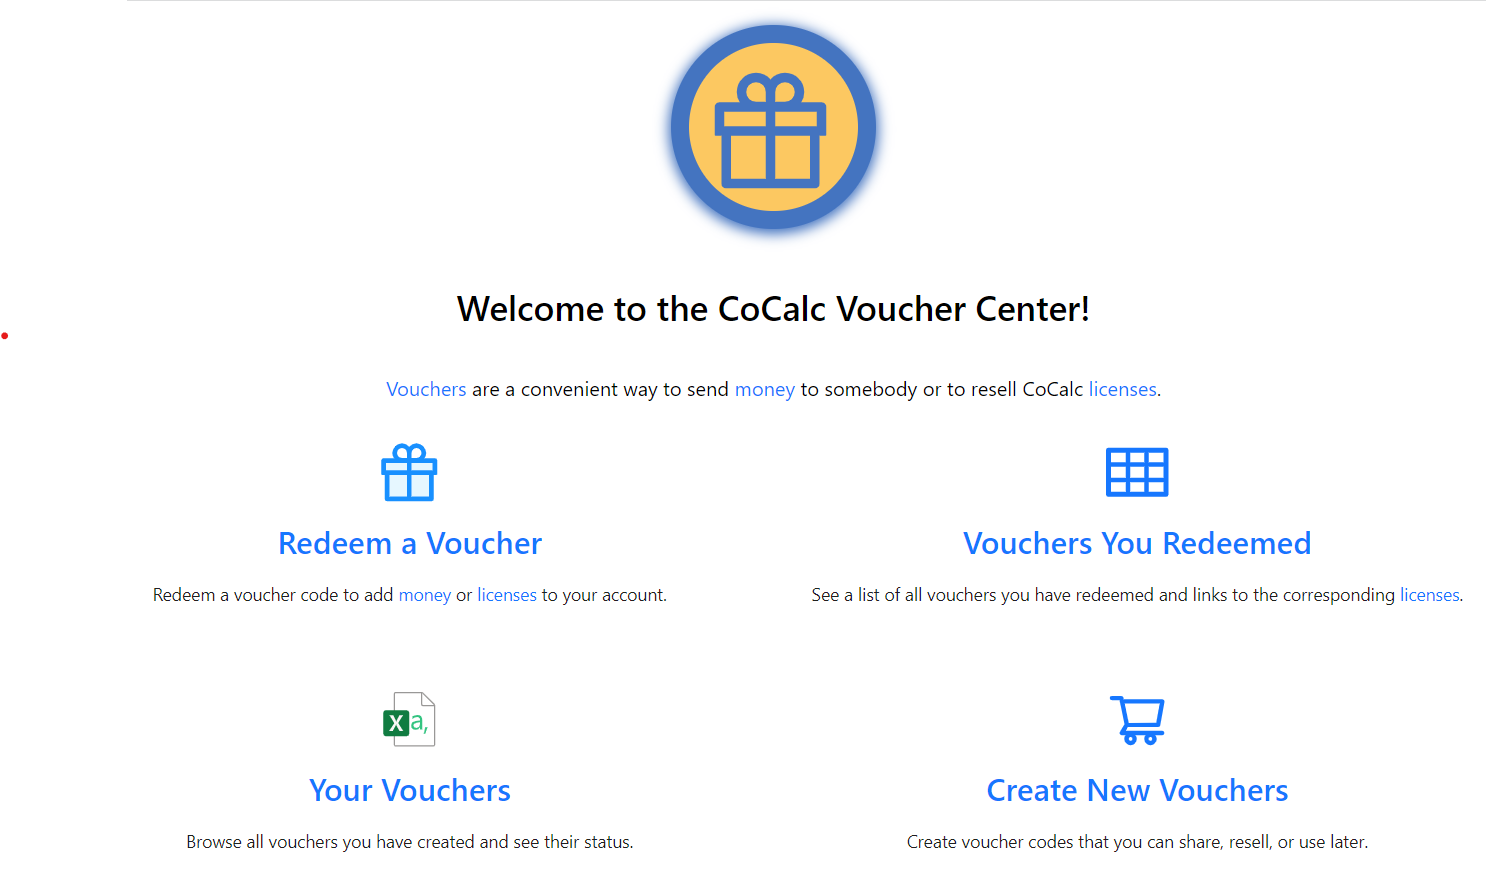 Welcome to the CoCalc Voucher Center!
Vouchers are a convenient way to send money to somebody or to resell CoCalc licenses.
Redeem a Voucher
Redeem a voucher code to add money or licenses to your account.
Vouchers You Redeemed
See a list of all vouchers you have redeemed and links to the corresponding licenses.
Xa,
Your Vouchers
Browse all vouchers you have created and see their status.
Create New Vouchers
Create voucher codes that you can share, resell, or use later.